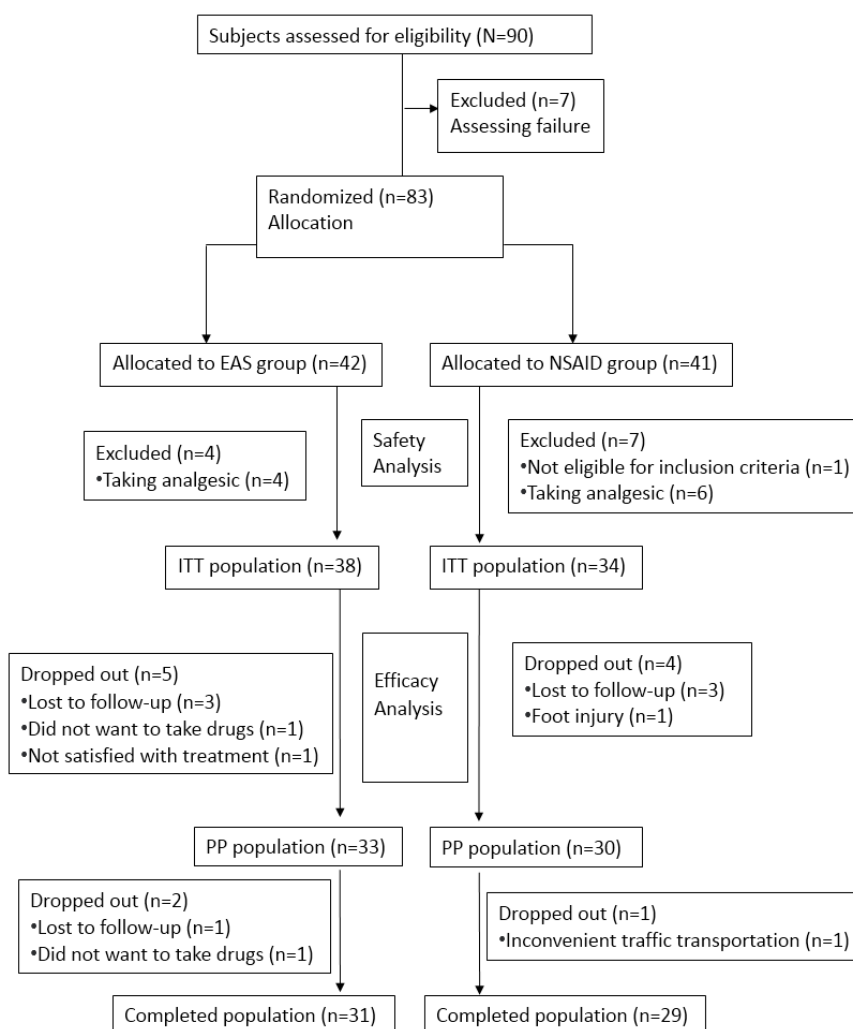 Subjects assessed for eligibility (N=90)
Excluded (n=7)
Assessing failure
Randomized (n=83)
Allocation
Allocated to EAS group (n=42)
Allocated to NSAID group (n=41)
Excluded (n=4)
•Taking analgesic (n=4)
Safety
Analysis
Excluded (n=7)
•Not eligible for inclusion criteria (n=1)
•Taking analgesic (n=6)
ITT population (n=38)
ITT population (n=34)
Dropped out (n=5)
•Lost to follow-up (n=3)
•Did not want to take drugs (n=1)
•Not satisfied with treatment (n=1)
Efficacy
Analysis
Dropped out (n=4)
•Lost to follow-up (n=3)
•Foot injury (n=1)
PP population (n=33)
PP population (n=30)
Dropped out (n=2)
•Lost to follow-up (n=1)
•Did not want to take drugs (n=1)
Dropped out (n=1)
•Inconvenient traffic transportation (n=1)
Completed population (n=31)
Completed population (n=29)